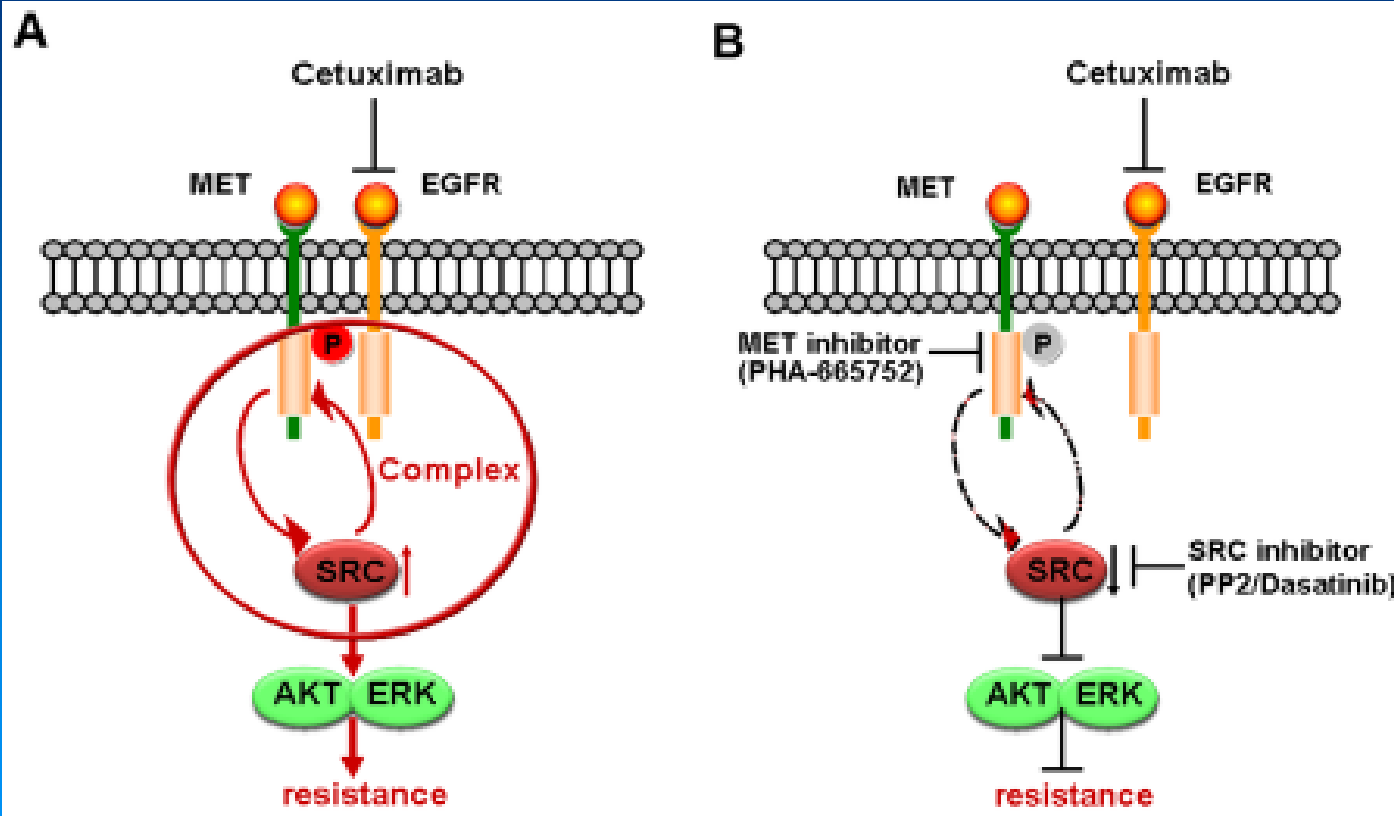 A
Cetuximab
MET
EGFR
P
Complex
SRC
AKT
ERK
resistance
B
Cetuximab
MET
EGFR
MET inhibitor
(PHA-665752)
P
SRC
SRC inhibitor
(PP2/Dasatinib)
AKT
ERK
resistance